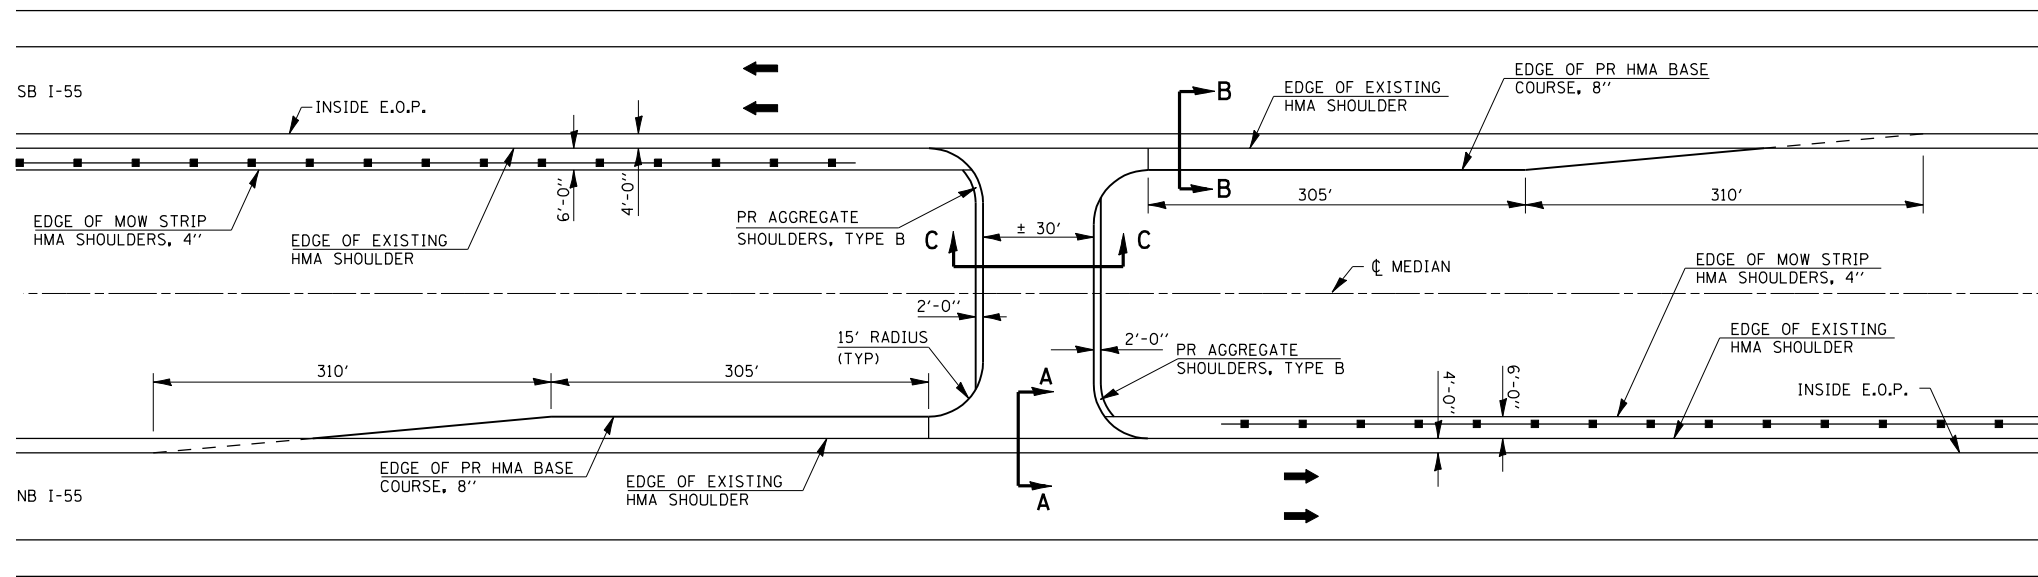 SB I-55
INSIDE E.O.P.
B
EDGE OF EXISTING
HMA SHOULDER
EDGE OF PR HMA BASE
COURSE, 8''
B
305'
310'
6'-0''
4'-0''
EDGE OF MOW STRIP
HMA SHOULDERS, 4''
EDGE OF EXISTING
HMA SHOULDER
PR AGGREGATE
SHOULDERS, TYPE B
± 30'
C
C
℄ MEDIAN
EDGE OF MOW STRIP
HMA SHOULDERS, 4''
2'-0''
15' RADIUS
(TYP)
2'-0''
PR AGGREGATE
SHOULDERS, TYPE B
EDGE OF EXISTING
HMA SHOULDER
310'
305'
A
4'-0''
6'-0''
INSIDE E.O.P.
EDGE OF PR HMA BASE
COURSE, 8''
EDGE OF EXISTING
HMA SHOULDER
A
NB I-55